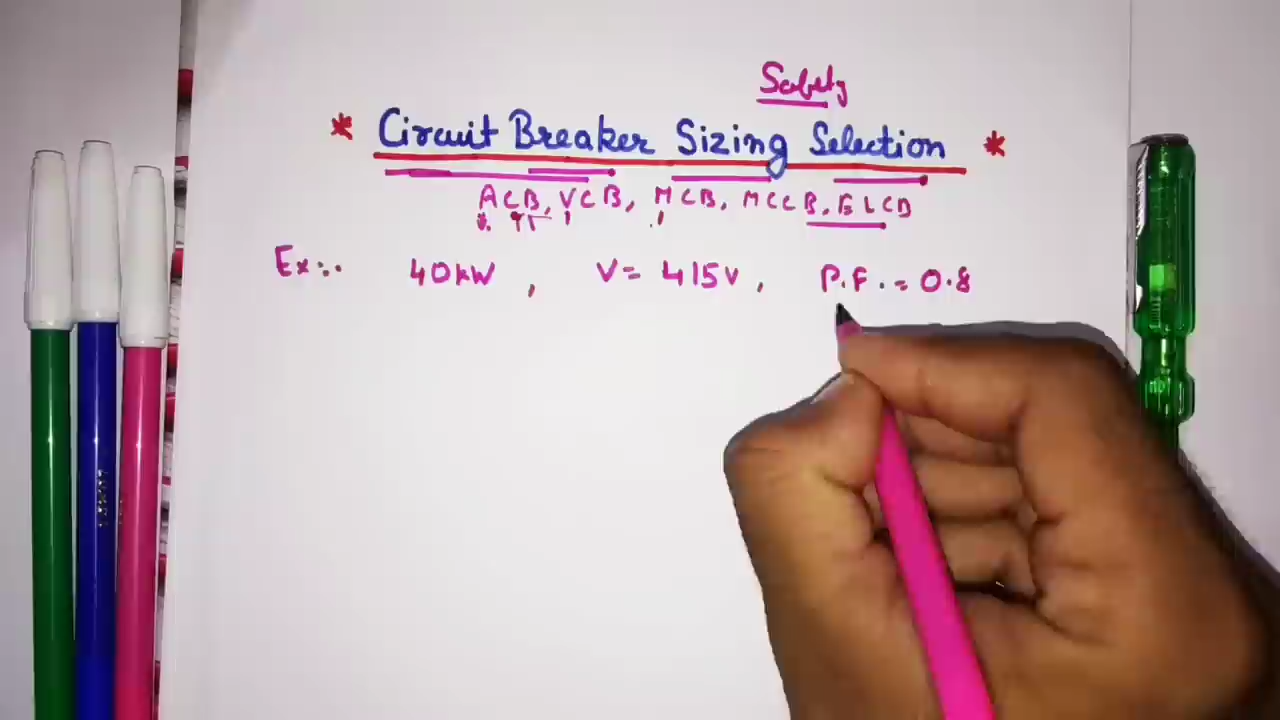 Safety
* Circuit Breaker Sizing Selection *
ACB, VCB, MCB, MCCB, ELCB
Ex:. 40kW, V= 415V, P.F. = 0.8